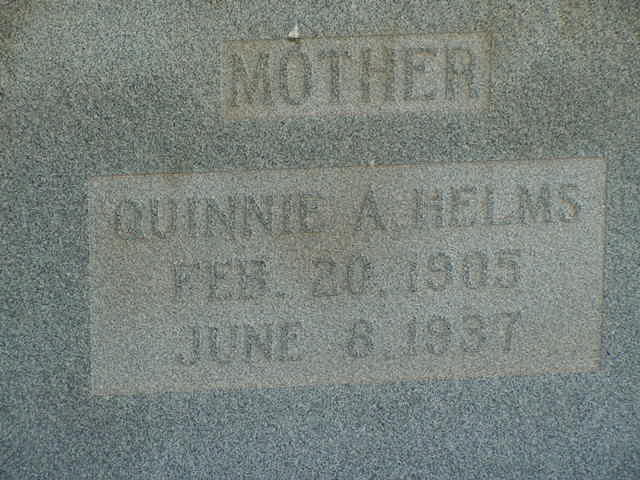 MOTHER
QUINNIE A. HELMS
FEB. 20, 1905
JUNE 8, 1937